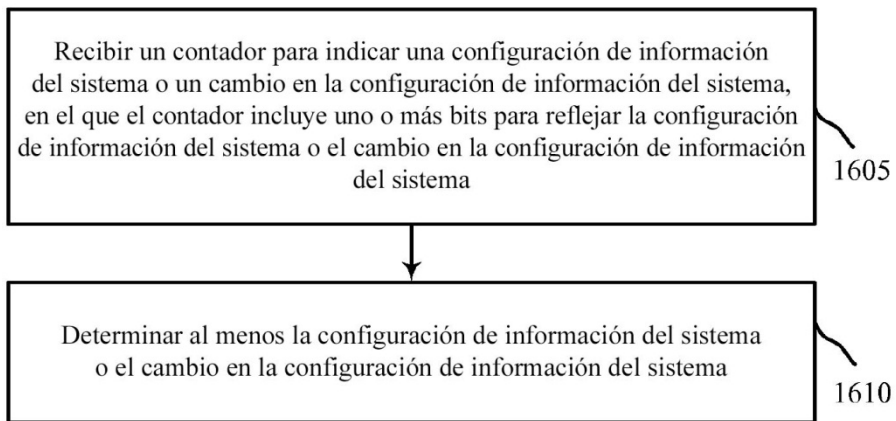 Recibir un contador para indicar una configuración de información
del sistema o un cambio en la configuración de información del sistema,
en el que el contador incluye uno o más bits para reflejar la configuración
de información del sistema o el cambio en la configuración de información
del sistema
1605
Determinar al menos la configuración de información del sistema
o el cambio en la configuración de información del sistema
1610